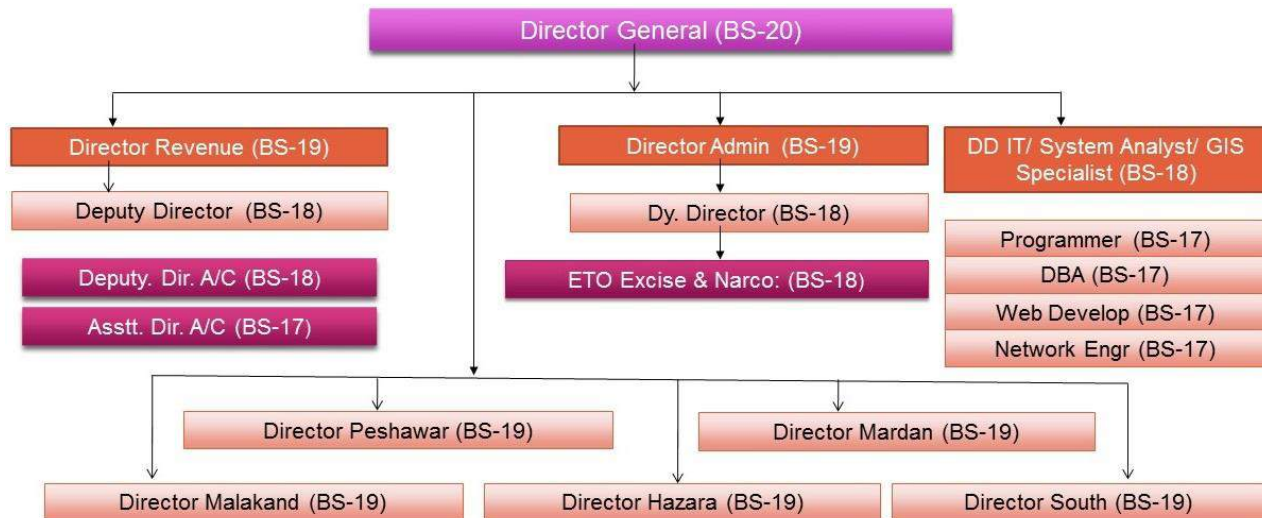 Director General (BS-20)
Director Revenue (BS-19)
Director Admin (BS-19)
DD IT/ System Analyst/ GIS
Specialist (BS-18)
Deputy Director (BS-18)
Dy. Director (BS-18)
Programmer (BS-17)
Deputy. Dir. A/C (BS-18)
ETO Excise & Narco: (BS-18)
DBA (BS-17)
Web Develop (BS-17)
Asstt. Dir. A/C (BS-17)
Network Engr (BS-17)
Director Peshawar (BS-19)
Director Mardan (BS-19)
Director Malakand (BS-19)
Director Hazara (BS-19)
Director South (BS-19)